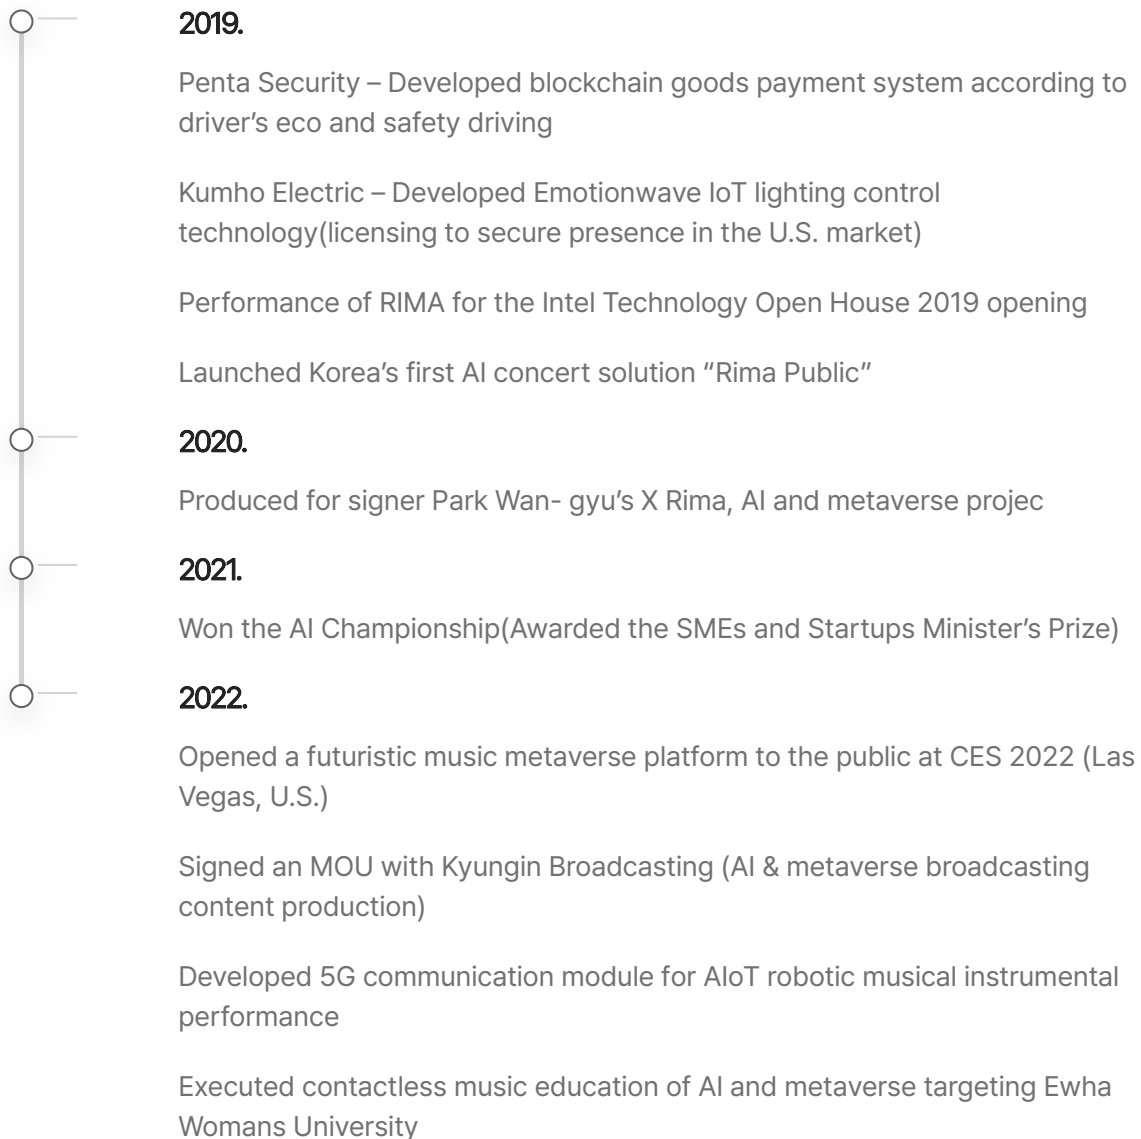 2019.
Penta Security – Developed blockchain goods payment system according to
driver’s eco and safety driving
Kumho Electric – Developed Emotionwave IoT lighting control
technology(licensing to secure presence in the U.S. market)
Performance of RIMA for the Intel Technology Open House 2019 opening
Launched Korea’s first AI concert solution “Rima Public”
2020.
Produced for signer Park Wan- gyu’s X Rima, AI and metaverse projec
2021.
Won the AI Championship(Awarded the SMEs and Startups Minister’s Prize)
2022.
Opened a futuristic music metaverse platform to the public at CES 2022 (Las
Vegas, U.S.)
Signed an MOU with Kyungin Broadcasting (AI & metaverse broadcasting
content production)
Developed 5G communication module for AIoT robotic musical instrumental
performance
Executed contactless music education of AI and metaverse targeting Ewha
Womans University